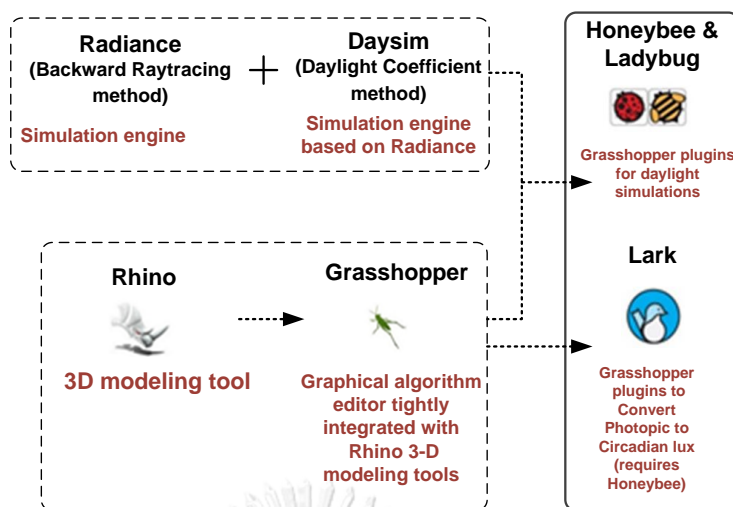 Radiance
(Backward Raytracing
method)
Simulation engine
+
Daysim
(Daylight Coefficient
method)
Simulation engine
based on Radiance
Honeybee &
Ladybug
Grasshopper plugins
for daylight
simulations
Rhino
3D modeling tool
Grasshopper
Graphical algorithm
editor tightly
integrated with
Rhino 3-D
modeling tools
Lark
Grasshopper
plugins to
Convert
Photopic to
Circadian lux
(requires
Honeybee)